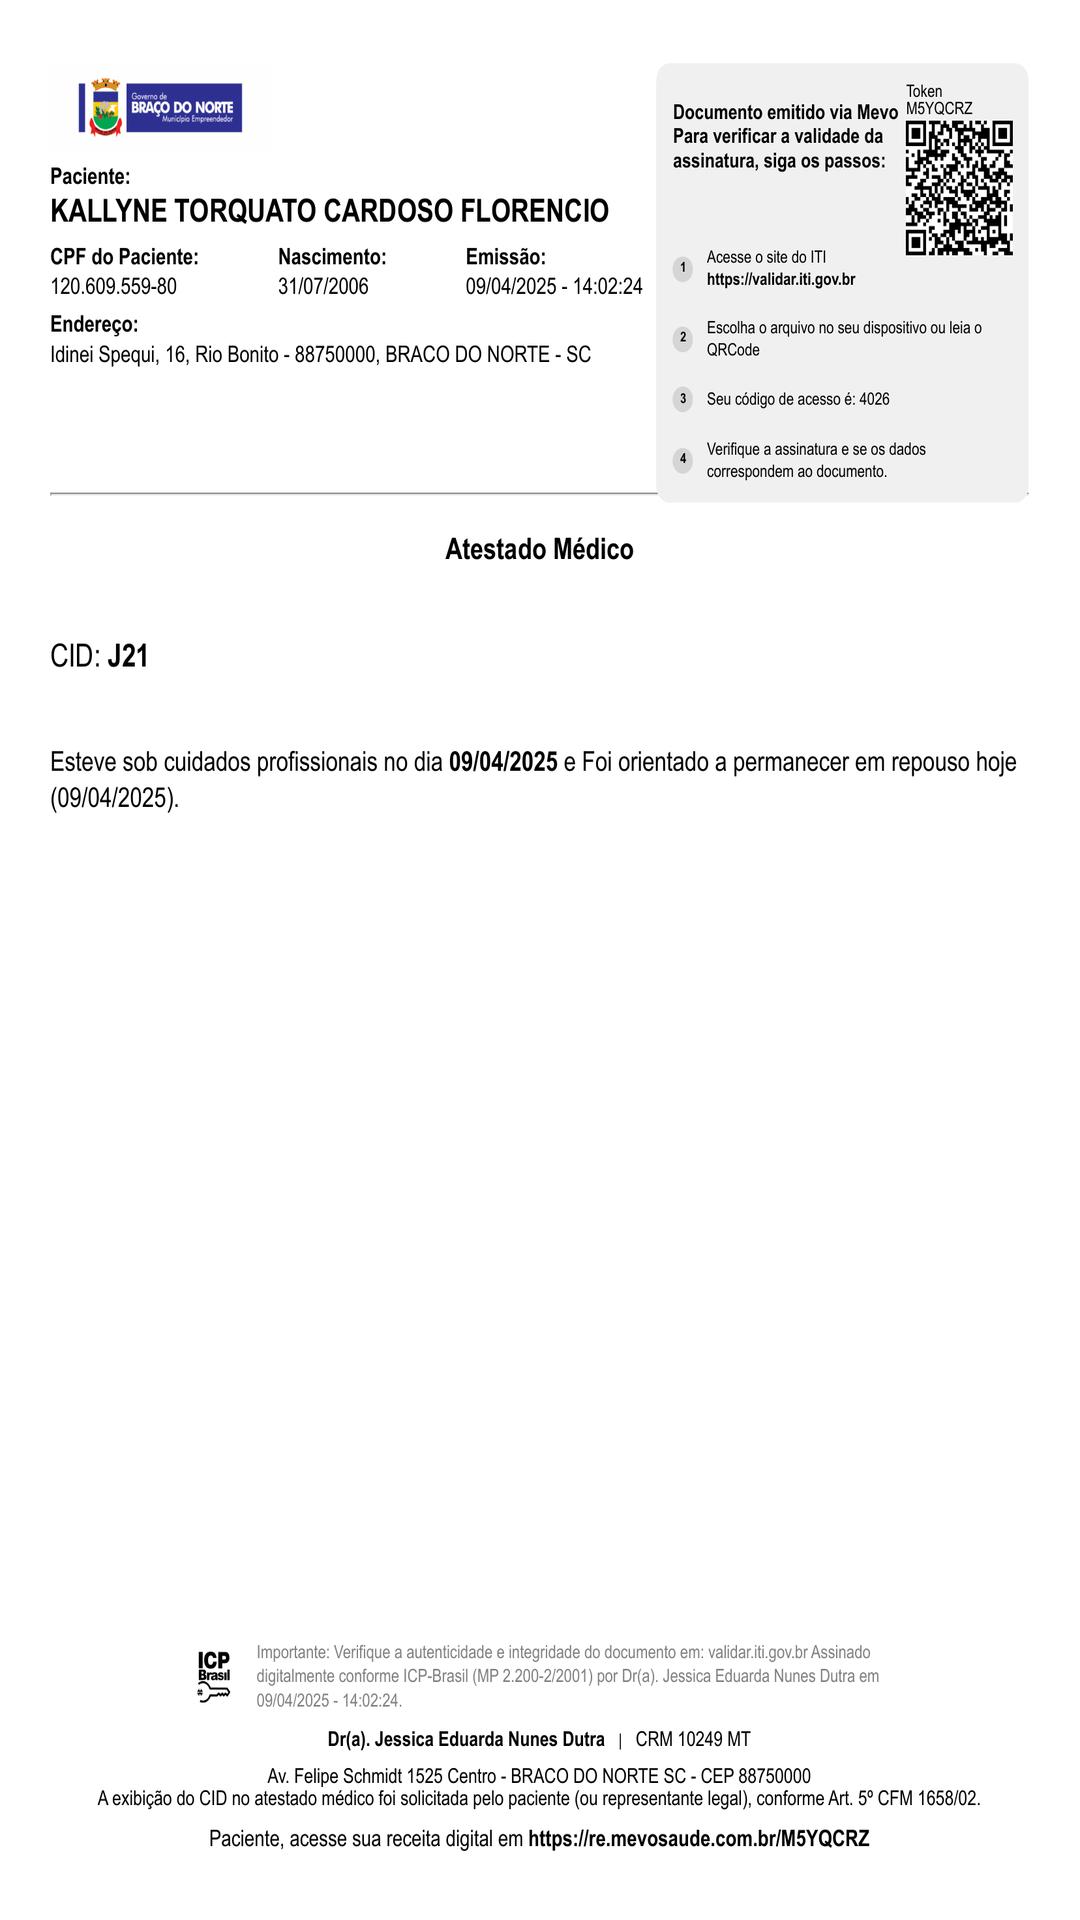 Governo de
BRAÇO DO NORTE
Município Empreendedor
Paciente:
KALLYNE TORQUATO CARDOSO FLORENCIO
CPF do Paciente: Nascimento: Emissão:
120.609.559-80 31/07/2006 09/04/2025 - 14:02:24
Endereço:
Idinei Spequi, 16, Rio Bonito - 88750000, BRACO DO NORTE - SC
Token
M5YQCRZ
Documento emitido via Mevo
Para verificar a validade da
assinatura, siga os passos:
1 Acesse o site do ITI
https://validar.iti.gov.br
2 Escolha o arquivo no seu dispositivo ou leia o
QRCode
3 Seu código de acesso é: 4026
4 Verifique a assinatura e se os dados
correspondem ao documento.
Atestado Médico
CID: J21
Esteve sob cuidados profissionais no dia 09/04/2025 e Foi orientado a permanecer em repouso hoje
(09/04/2025).
ICP
Brasil
Importante: Verifique a autenticidade e integridade do documento em: validar.iti.gov.br Assinado
digitalmente conforme ICP-Brasil (MP 2.200-2/2001) por Dr(a). Jessica Eduarda Nunes Dutra em
09/04/2025 - 14:02:24.
Dr(a). Jessica Eduarda Nunes Dutra | CRM 10249 MT
Av. Felipe Schmidt 1525 Centro - BRACO DO NORTE SC - CEP 88750000
A exibição do CID no atestado médico foi solicitada pelo paciente (ou representante legal), conforme Art. 5º CFM 1658/02.
Paciente, acesse sua receita digital em https://re.mevosaude.com.br/M5YQCRZ